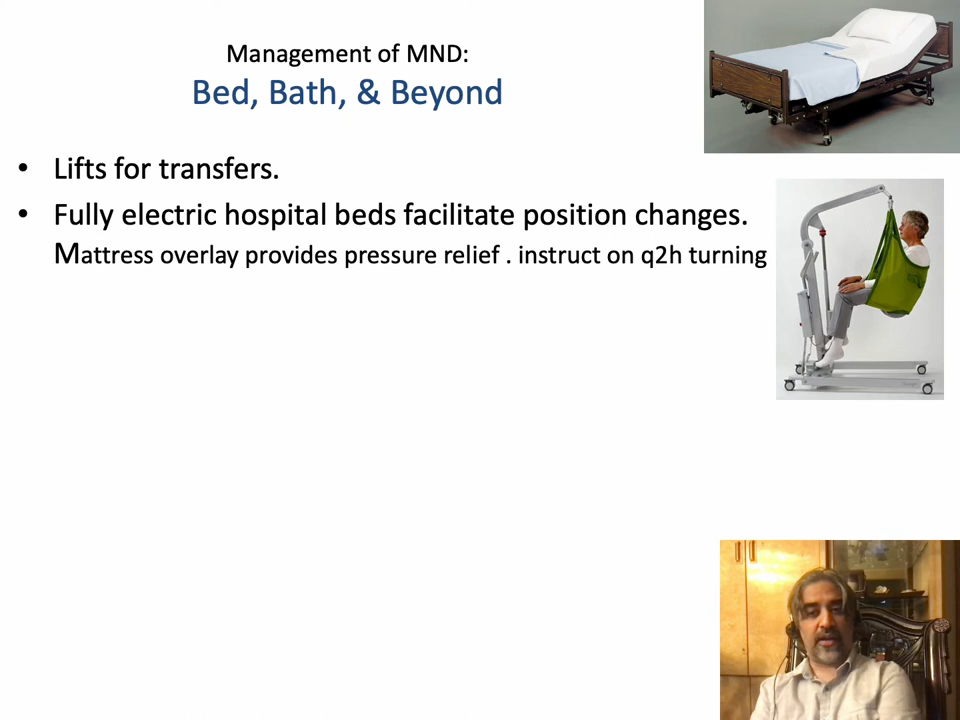 Management of MND:
Bed, Bath, & Beyond
• Lifts for transfers.
• Fully electric hospital beds facilitate position changes.
Mattress overlay provides pressure relief . instruct on q2h turning